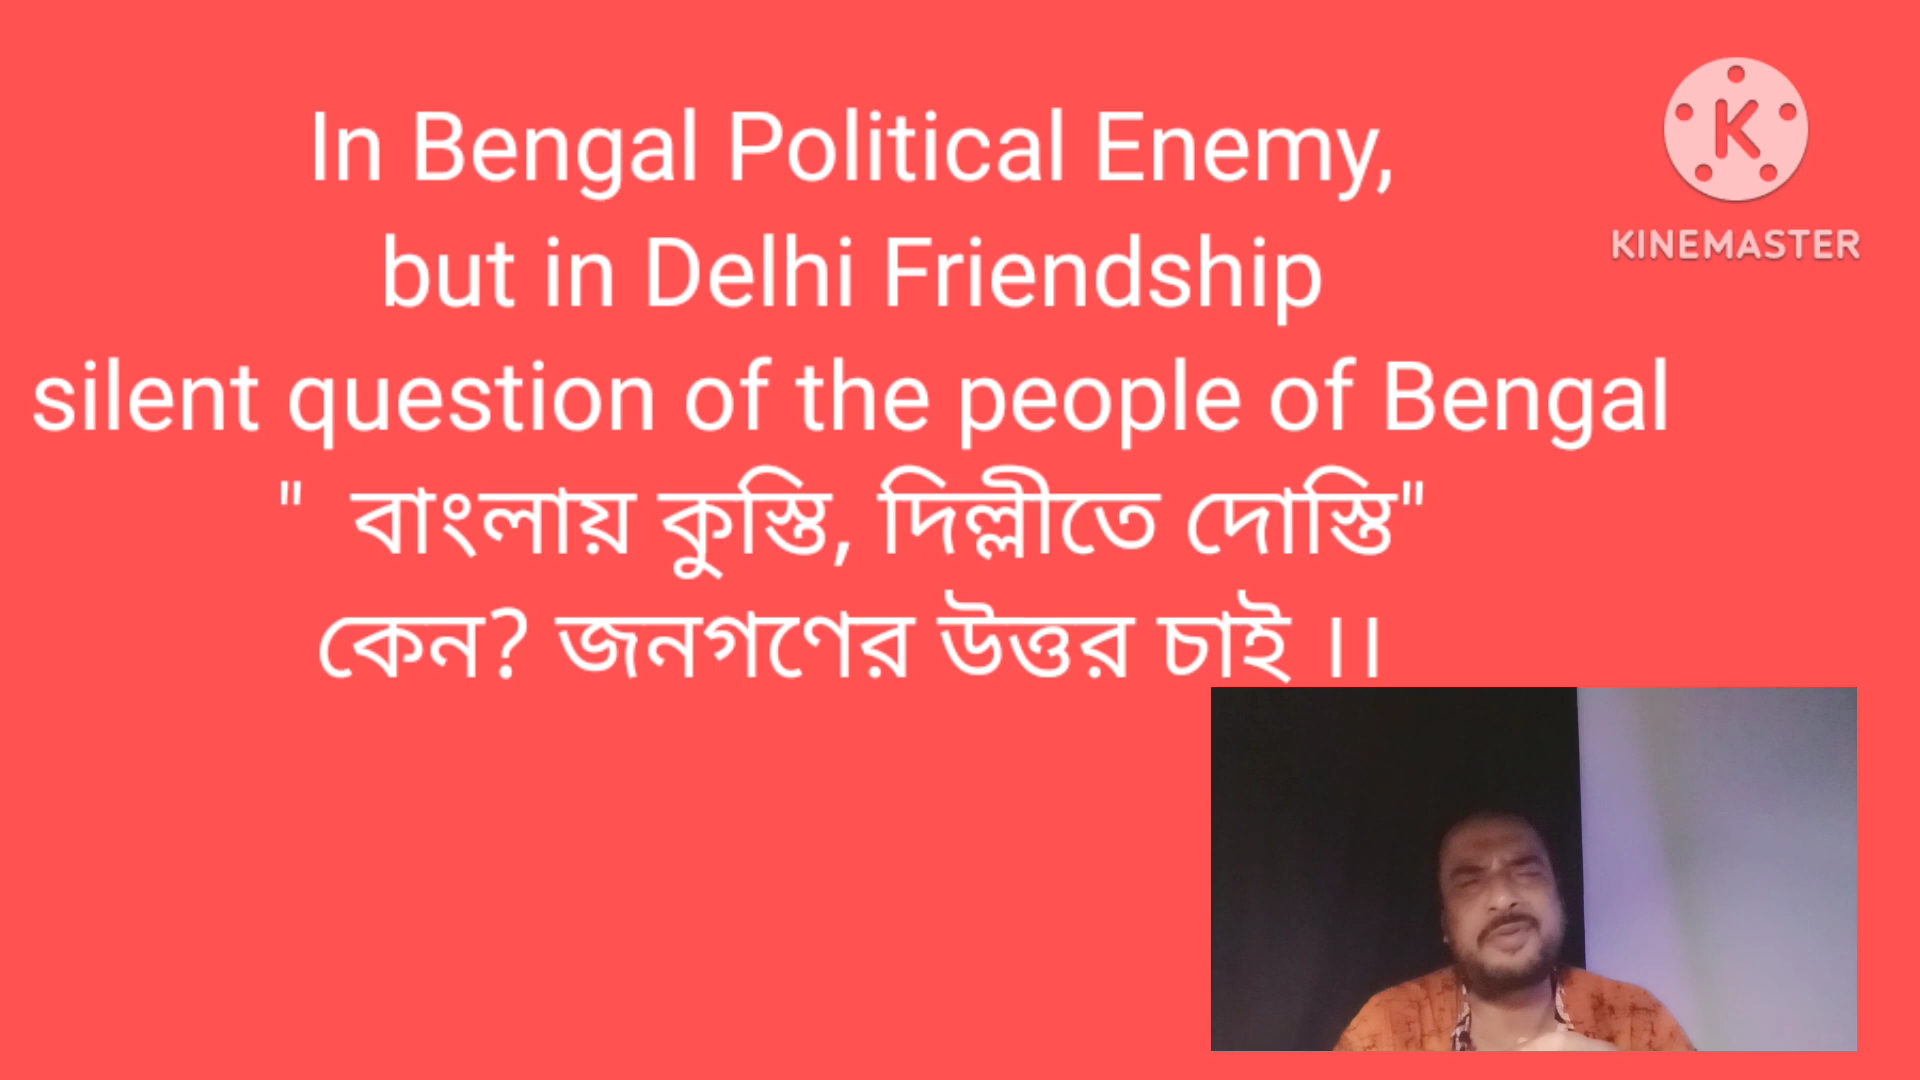 In Bengal Political Enemy,
but in Delhi Friendship
silent question of the people of Bengal
" বাংলায় কুস্তি, দিল্লীতে দোস্তি"
কেন? জনগণের উত্তর চাই ।।
K
KINEMASTER